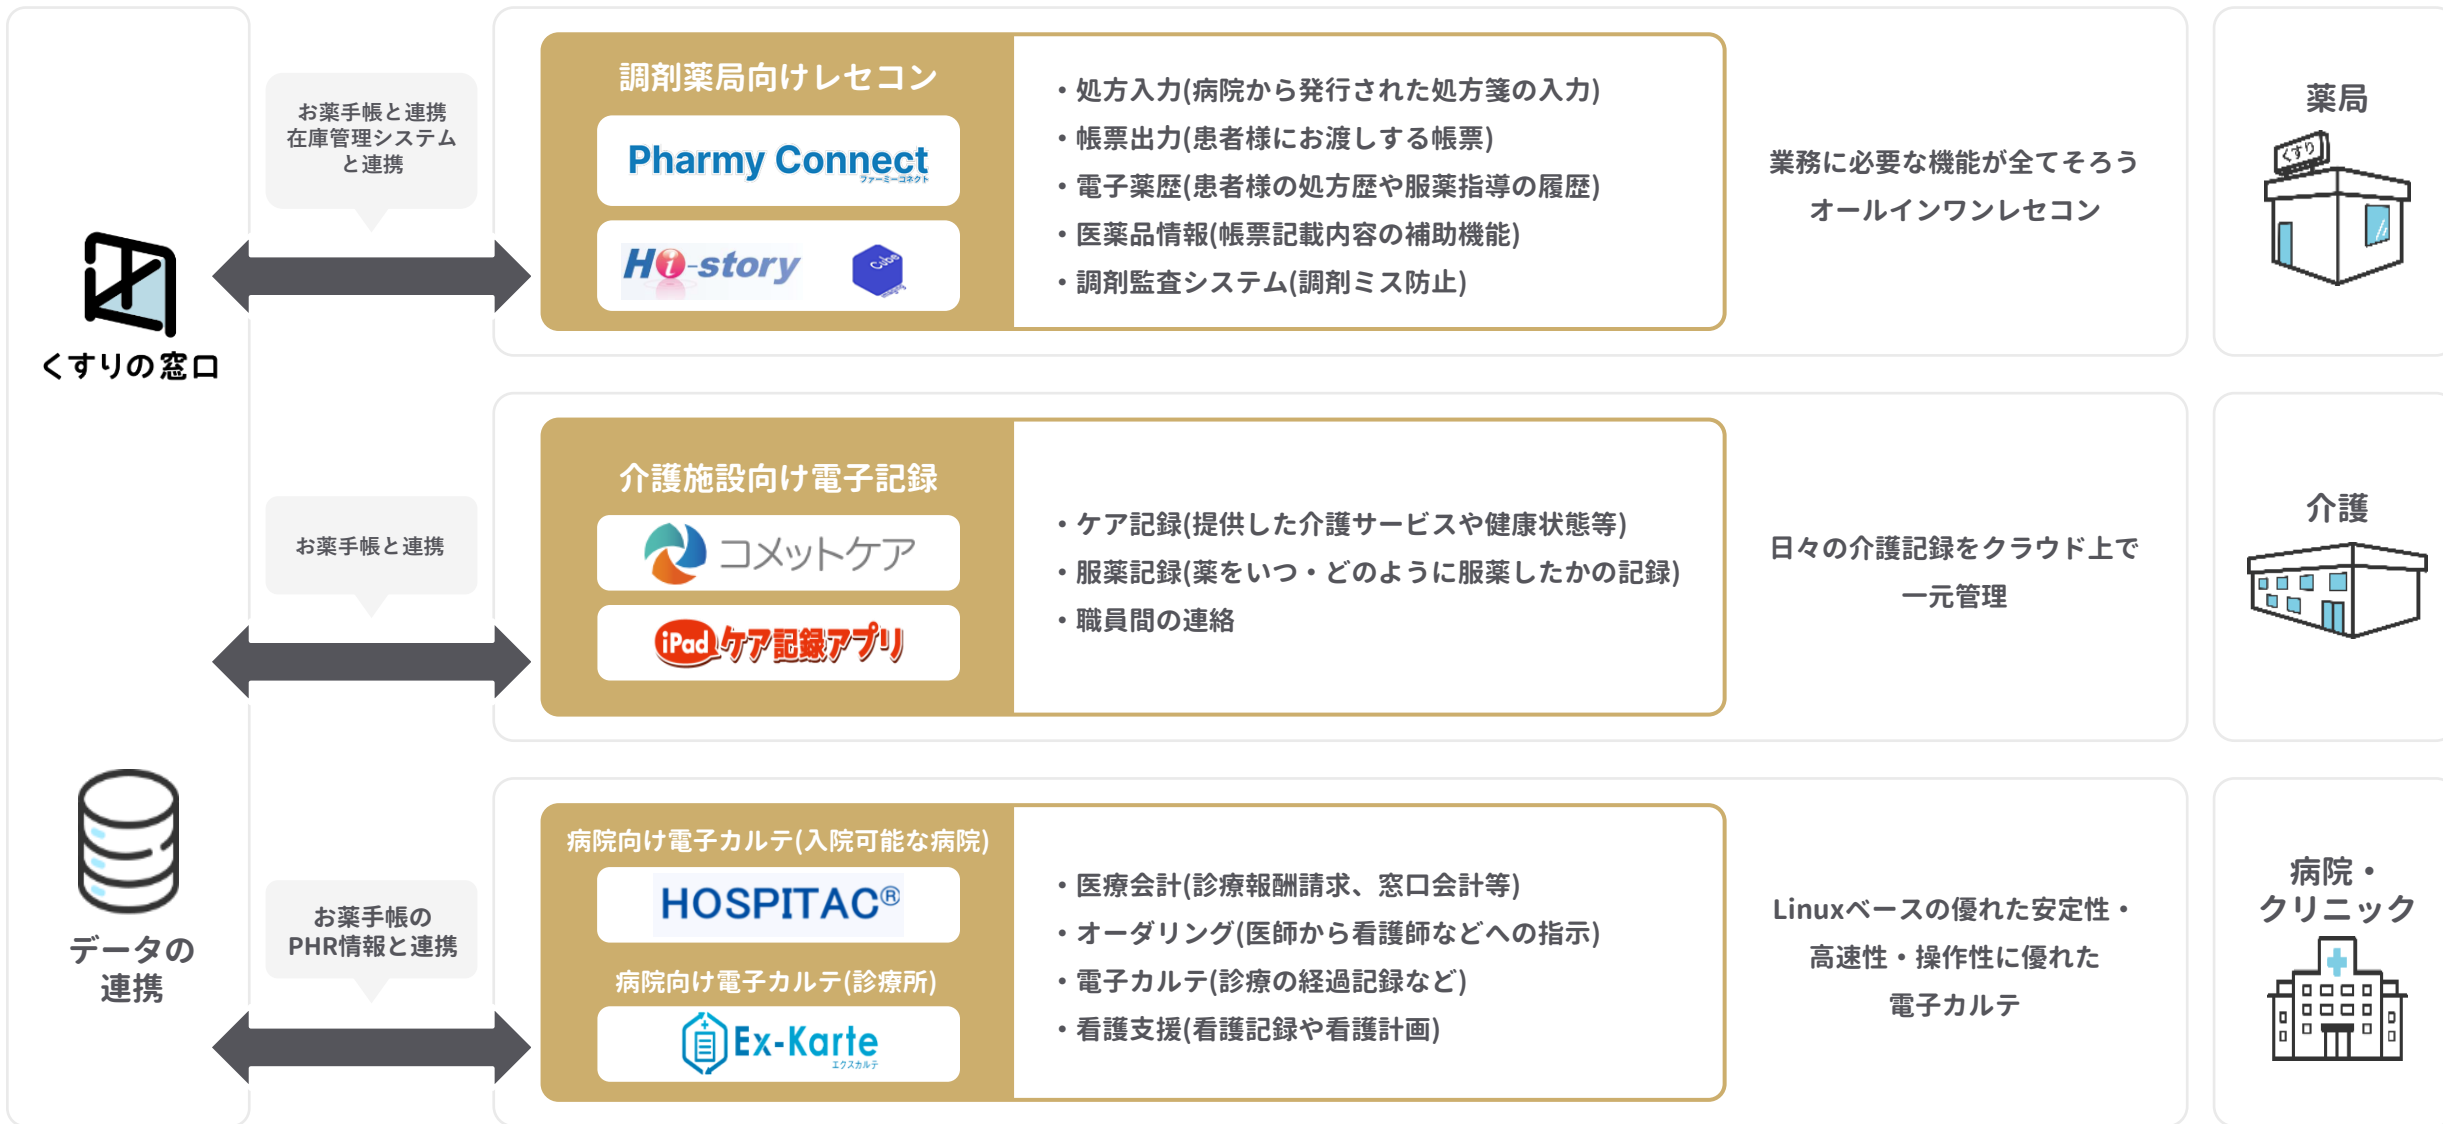 くすりの窓口
データの
連携
お薬手帳と連携
在庫管理システム
と連携
調剤薬局向けレセコン
Pharmy Connect
ファーミーコネクト
Hi-story
Cube
・処方入力(病院から発行された処方箋の入力)
・帳票出力(患者様にお渡しする帳票)
・電子薬歴(患者様の処方歴や服薬指導の履歴)
・医薬品情報(帳票記載内容の補助機能)
・調剤監査システム(調剤ミス防止)
業務に必要な機能が全てそろう
オールインワンレセコン
薬局
くすり
お薬手帳と連携
介護施設向け電子記録
コメットケア
iPadケア記録アプリ
・ケア記録(提供した介護サービスや健康状態等)
・服薬記録(薬をいつ・どのように服薬したかの記録)
・職員間の連絡
日々の介護記録をクラウド上で
一元管理
介護
お薬手帳の
PHR情報と連携
病院向け電子カルテ(入院可能な病院)
HOSPITAC®
病院向け電子カルテ(診療所)
Ex-Karte
エクスカルテ
・医療会計(診療報酬請求、窓口会計等)
・オーダリング(医師から看護師などへの指示)
・電子カルテ(診療の経過記録など)
・看護支援(看護記録や看護計画)
Linuxベースの優れた安定性・
高速性・操作性に優れた
電子カルテ
病院・
クリニック